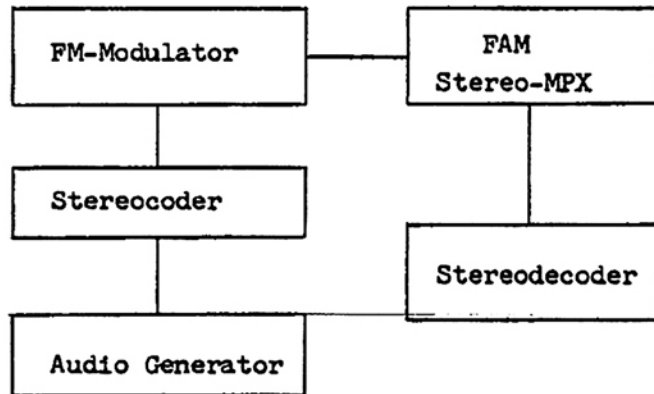 FM-Modulator
FAM
Stereo-MPX
Stereocoder
Stereodecoder
Audio Generator